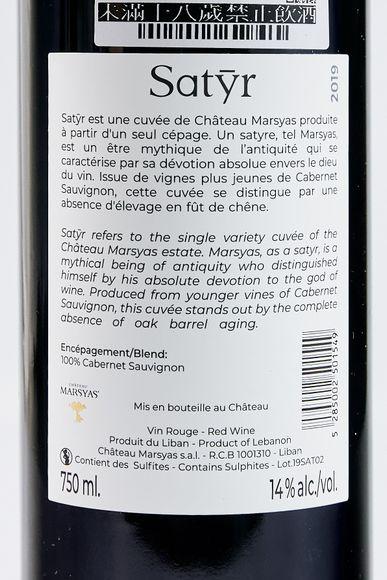 未滿十八歲禁止飲酒
Satȳr
2019
Satȳr est une cuvée de Château Marsyas produite
à partir d'un seul cépage. Un satyre, tel Marsyas,
est un être mythique de l'antiquité qui se
caractérise par sa dévotion absolue envers le dieu
du vin. Issue de vignes plus jeunes de Cabernet
Sauvignon, cette cuvée se distingue par une
absence d'élevage en fût de chêne.
Satȳr refers to the single variety cuvée of the
Château Marsyas estate. Marsyas, as a satyr, is a
mythical being of antiquity who distinguished
himself by his absolute devotion to the god of
wine. Produced from younger vines of Cabernet
Sauvignon, this cuvée stands out by the complete
absence of oak barrel aging.
Encépagement/Blend:
100% Cabernet Sauvignon
CHÂTEAU
MARSYAS
Mis en bouteille au Château
5 285002 501549
Vin Rouge - Red Wine
Produit du Liban - Product of Lebanon
Château Marsyas s.a.l. - R.C.B 1001310 - Liban
Contient des Sulfites - Contains Sulphites - Lot.19SAT02
750 ml.
14% alc./vol.